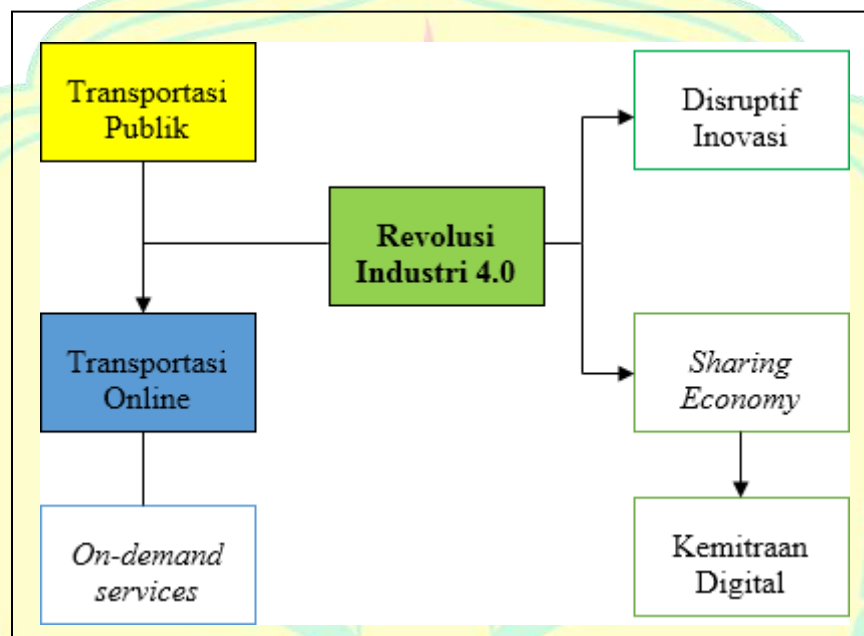 Transportasi
Publik
Disruptif
Inovasi
Revolusi
Industri 4.0
Transportasi
Online
Sharing
Economy
On-demand
services
Kemitraan
Digital